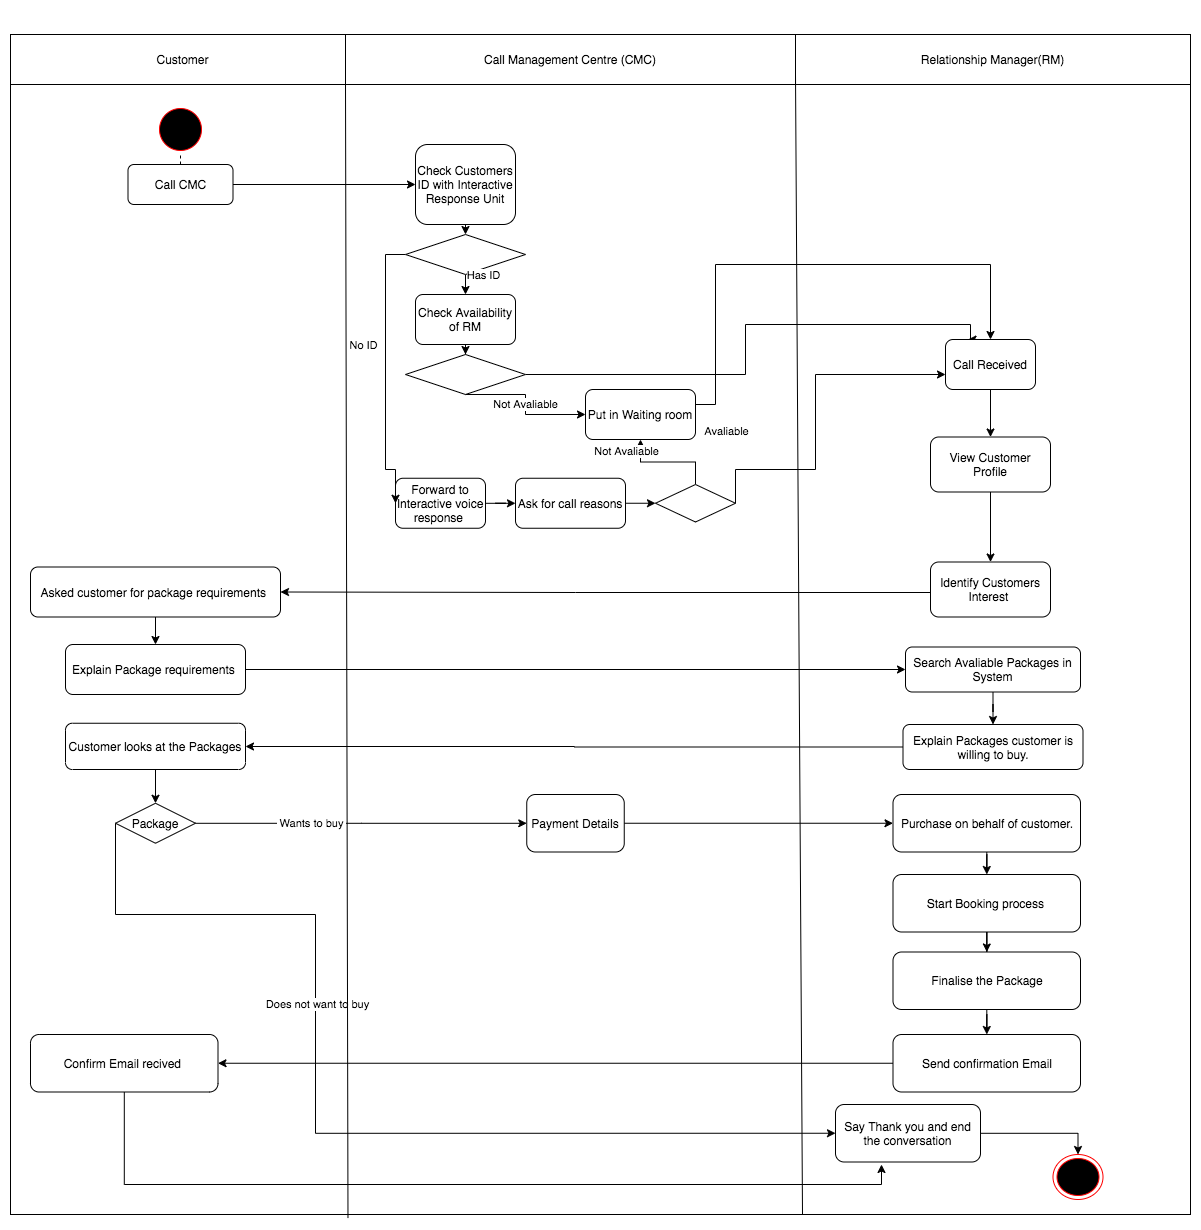 Customer
Call Management Centre (CMC)
Relationship Manager(RM)
Call CMC
Check Customers
ID with Interactive
Response Unit
Has ID
Check Availability
of RM
No ID
Call Received
Not Avaliable
Put in Waiting room
Avaliable
Not Avaliable
View Customer
Profile
Forward to
Interactive voice
response
Ask for call reasons
Asked customer for package requirements
Identify Customers
Interest
Explain Package requirements
Search Avaliable Packages in
System
Customer looks at the Packages
Explain Packages customer is
willing to buy.
Package
Wants to buy
Payment Details
Purchase on behalf of customer.
Start Booking process
Finalise the Package
Does not want to buy
Confirm Email recived
Send confirmation Email
Say Thank you and end
the conversation